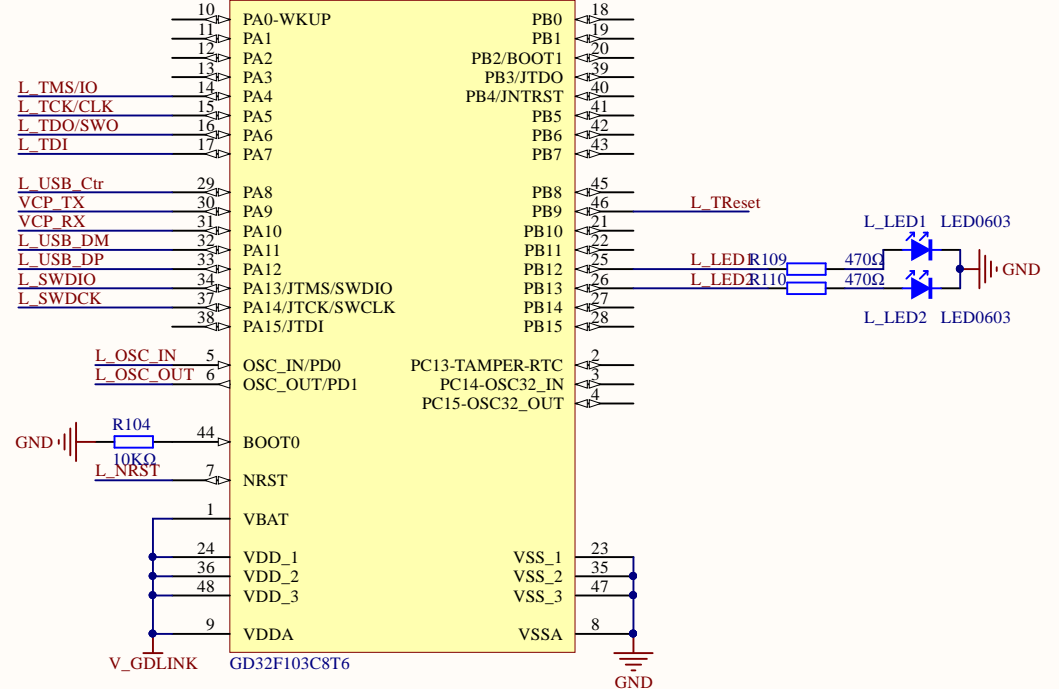 10 PA0-WKUP PB0 18
11 PA1 PB1 19
12 PA2 PB2/BOOT1 20
13 PA3 PB3/JTDO 39
L_TMS/IO 14 PA4 PB4/JNTRST 40
L_TCK/CLK 15 PA5 PB5 41
L_TDO/SWO 16 PA6 PB6 42
L_TDI 17 PA7 PB7 43
L_USB_Ctr 29 PA8 PB8 45
VCP_TX 30 PA9 PB9 46 L_TReset
VCP_RX 31 PA10 PB10 21 L_LED1 LED0603
L_USB_DM 32 PA11 PB11 22
L_USB_DP 33 PA12 PB12 25 L_LED1 R109 470Ω GND
L_SWDIO 34 PA13/JTMS/SWDIO PB13 26 L_LED2 R110 470Ω
L_SWDCK 37 PA14/JTCK/SWCLK PB14 27 L_LED2 LED0603
38 PA15/JTDI PB15 28
L_OSC_IN 5 OSC_IN/PD0 PC13-TAMPER-RTC 2
L_OSC_OUT 6 OSC_OUT/PD1 PC14-OSC32_IN 3
PC15-OSC32_OUT 4
R104
GND 44 BOOT0
10KΩ
L_NRST 7 NRST
1 VBAT
24 VDD_1 VSS_1 23
36 VDD_2 VSS_2 35
48 VDD_3 VSS_3 47
9 VDDA VSSA 8
V_GDLINK GD32F103C8T6
GND